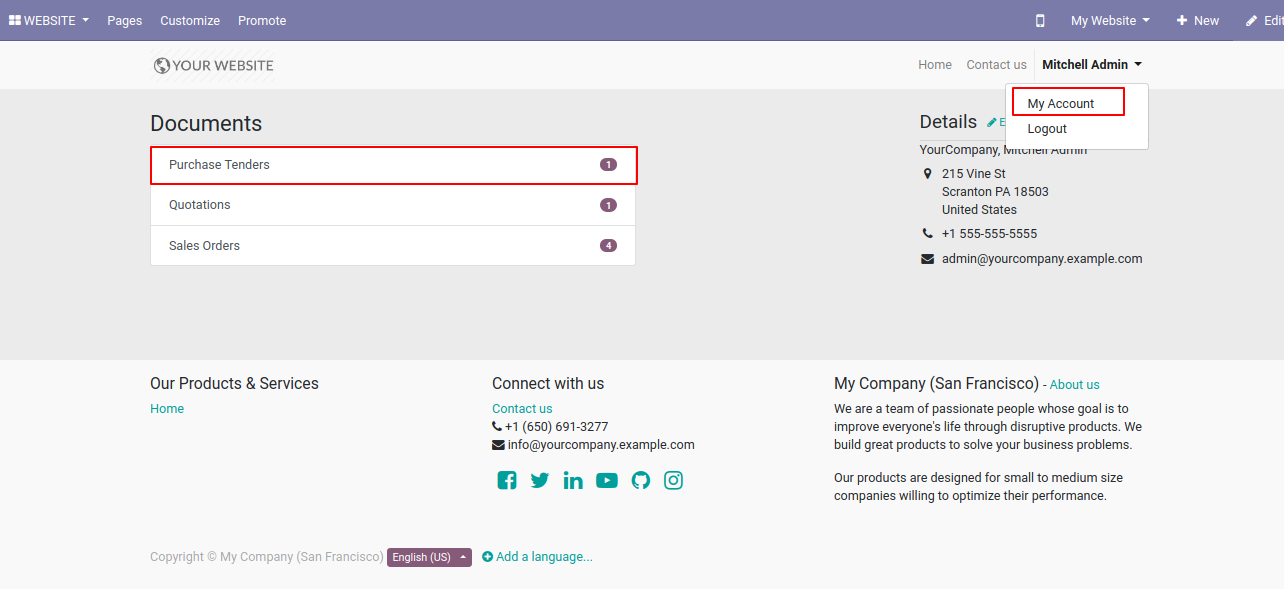 WEBSITE Pages Customize Promote My Website New Edit
YOUR WEBSITE Home Contact us Mitchell Admin
My Account
Logout
Documents
Purchase Tenders 1
Quotations 1
Sales Orders 4
Details E
YourCompany, Mitchell Admin
215 Vine St
Scranton PA 18503
United States
+1 555-555-5555
admin@yourcompany.example.com
Our Products & Services
Home
Connect with us
Contact us
+1 (650) 691-3277
info@yourcompany.example.com
My Company (San Francisco) - About us
We are a team of passionate people whose goal is to
improve everyone's life through disruptive products. We
build great products to solve your business problems.
Our products are designed for small to medium size
companies willing to optimize their performance.
Copyright © My Company (San Francisco) English (US) Add a language...